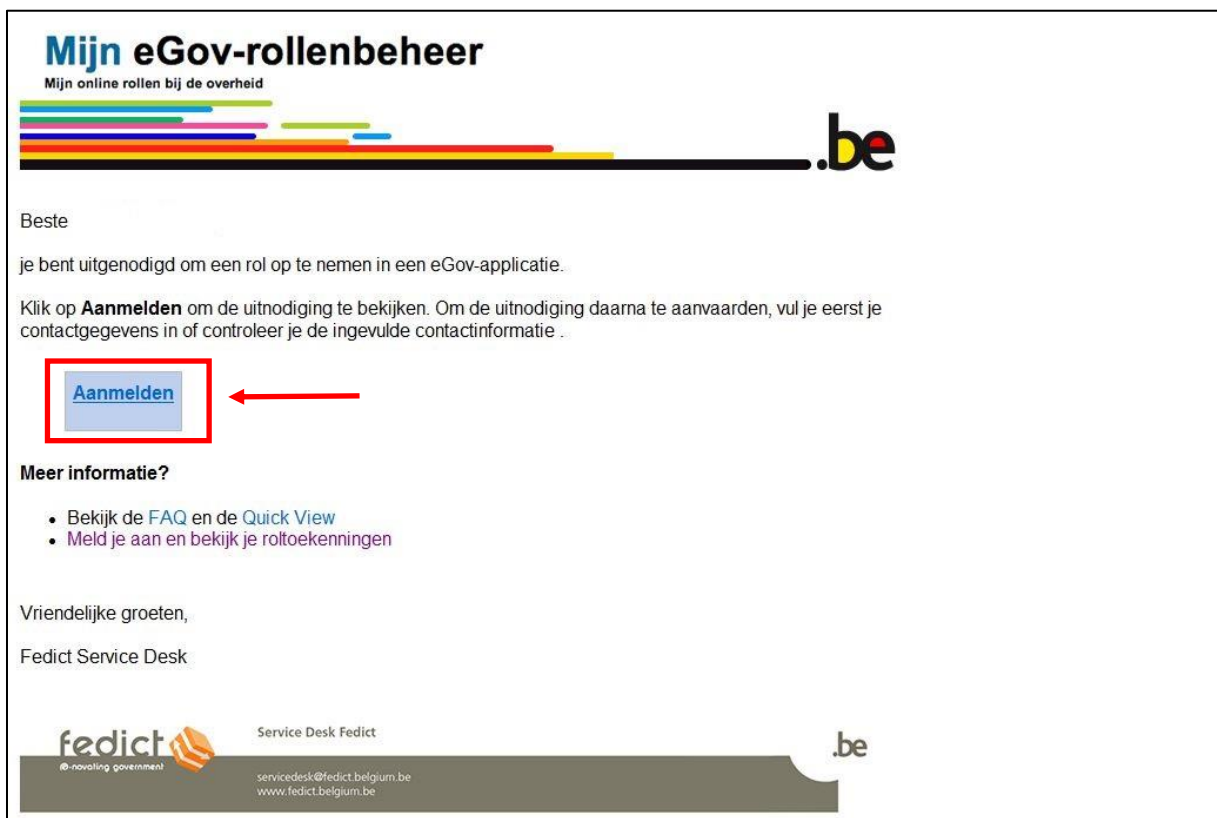 Mijn eGov-rollenbeheer
Mijn online rollen bij de overheid
.be
Beste
je bent uitgenodigd om een rol op te nemen in een eGov-applicatie.
Klik op Aanmelden om de uitnodiging te bekijken. Om de uitnodiging daarna te aanvaarden, vul je eerst je
contactgegevens in of controleer je de ingevulde contactinformatie .
Aanmelden
Meer informatie?
• Bekijk de FAQ en de Quick View
• Meld je aan en bekijk je roltoekenningen
Vriendelijke groeten,
Fedict Service Desk
fedict
-novating government
Service Desk Fedict
.be
servicedesk@fedict.belgium.be
www.fedict.belgium.be